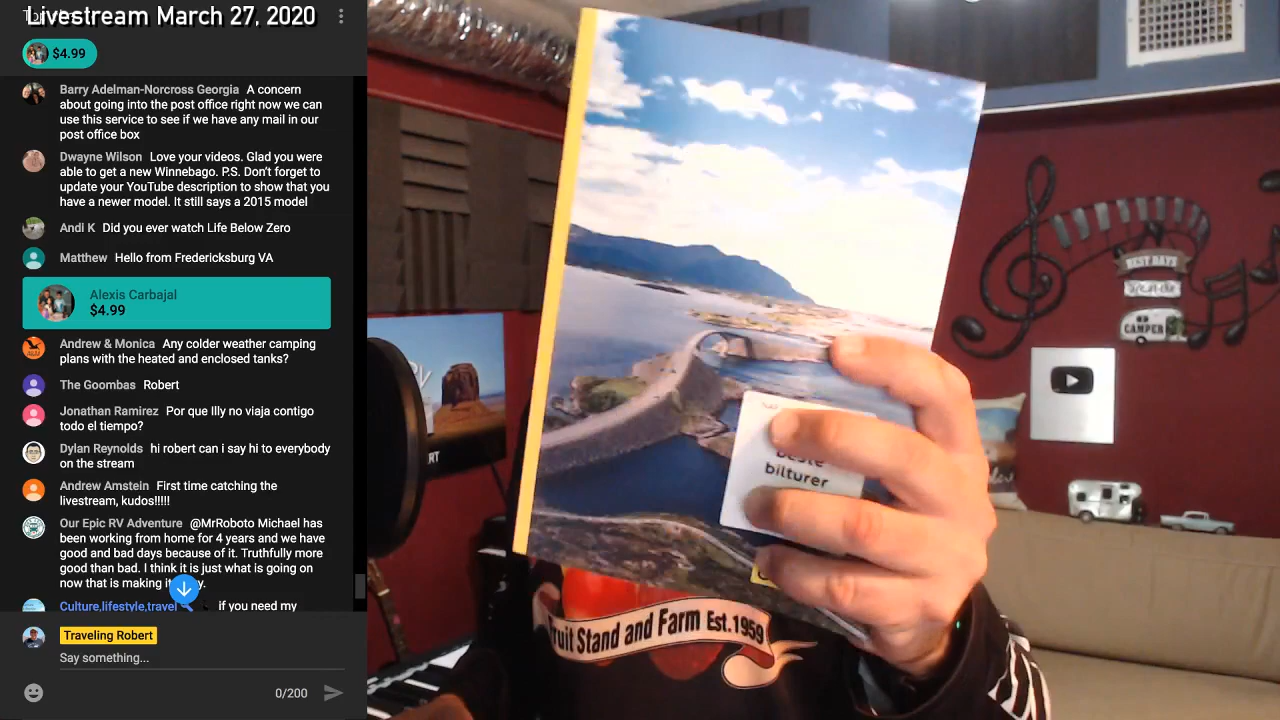 Livestream March 27, 2020
$4.99
Barry Adelman-Norcross Georgia A concern
about going into the post office right now we can
use this service to see if we have any mail in our
post office box
Dwayne Wilson Love your videos. Glad you were
able to get a new Winnebago. P.S. Don't forget to
update your YouTube description to show that you
have a newer model. It still says a 2015 model
Andi K Did you ever watch Life Below Zero
Matthew Hello from Fredericksburg VA
Alexis Carbajal
$4.99
Andrew & Monica Any colder weather camping
plans with the heated and enclosed tanks?
The Goombas Robert
Jonathan Ramirez Por que Illy no viaja contigo
todo el tiempo?
Dylan Reynolds hi robert can i say hi to everybody
on the stream
Andrew Amstein First time catching the
livestream, kudos!!!!!
Our Epic RV Adventure @MrRoboto Michael has
been working from home for 4 years and we have
good and bad days because of it. Truthfully more
good than bad. I think it is just what is going on
now that is making it
Culture,lifestyle,travel if you need my
Traveling Robert
Say something...
0/200
beste
bilturer
Fruit Stand and Farm Est.1959
BEST DAYS
CAMPER